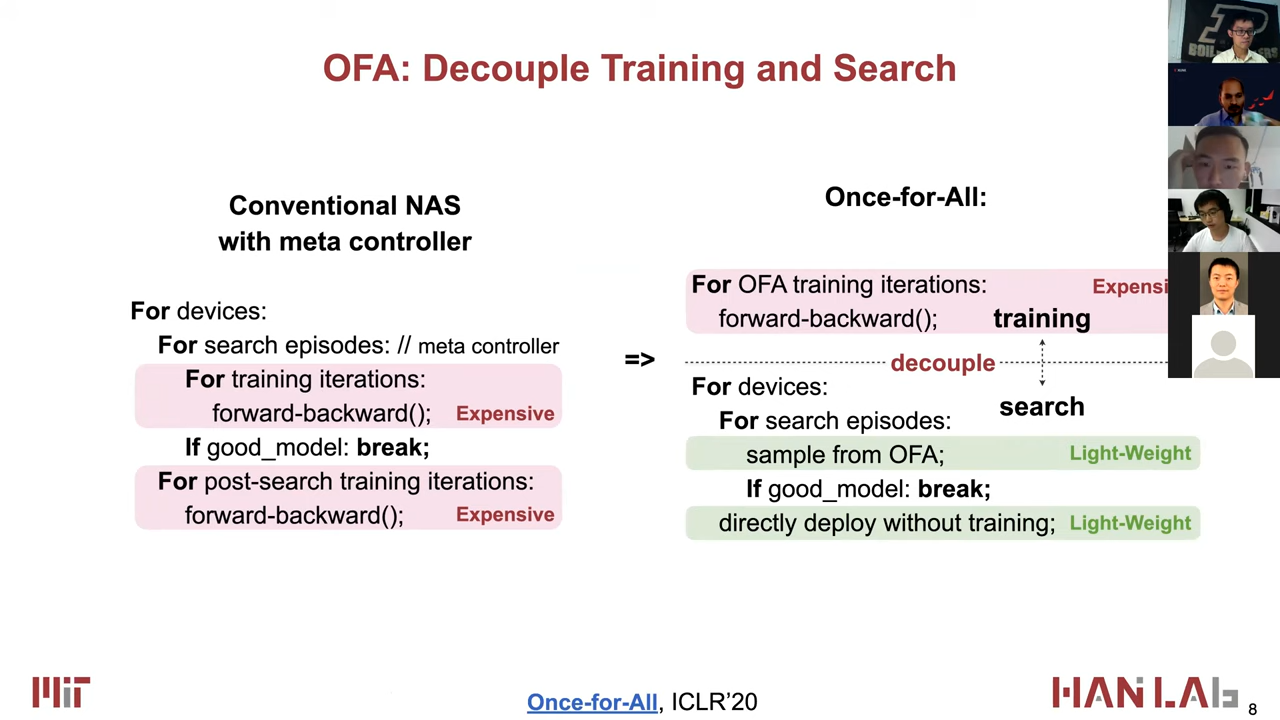 OFA: Decouple Training and Search
Conventional NAS
with meta controller
For devices:
For search episodes: // meta controller
For training iterations:
forward-backward(); Expensive
If good_model: break;
For post-search training iterations:
forward-backward(); Expensive
=>
Once-for-All:
For OFA training iterations: Expensi
forward-backward(); training
decouple
For devices:
search
For search episodes:
sample from OFA; Light-Weight
If good_model: break;
directly deploy without training; Light-Weight
MIT
Once-for-All, ICLR'20
HAN LAb
8